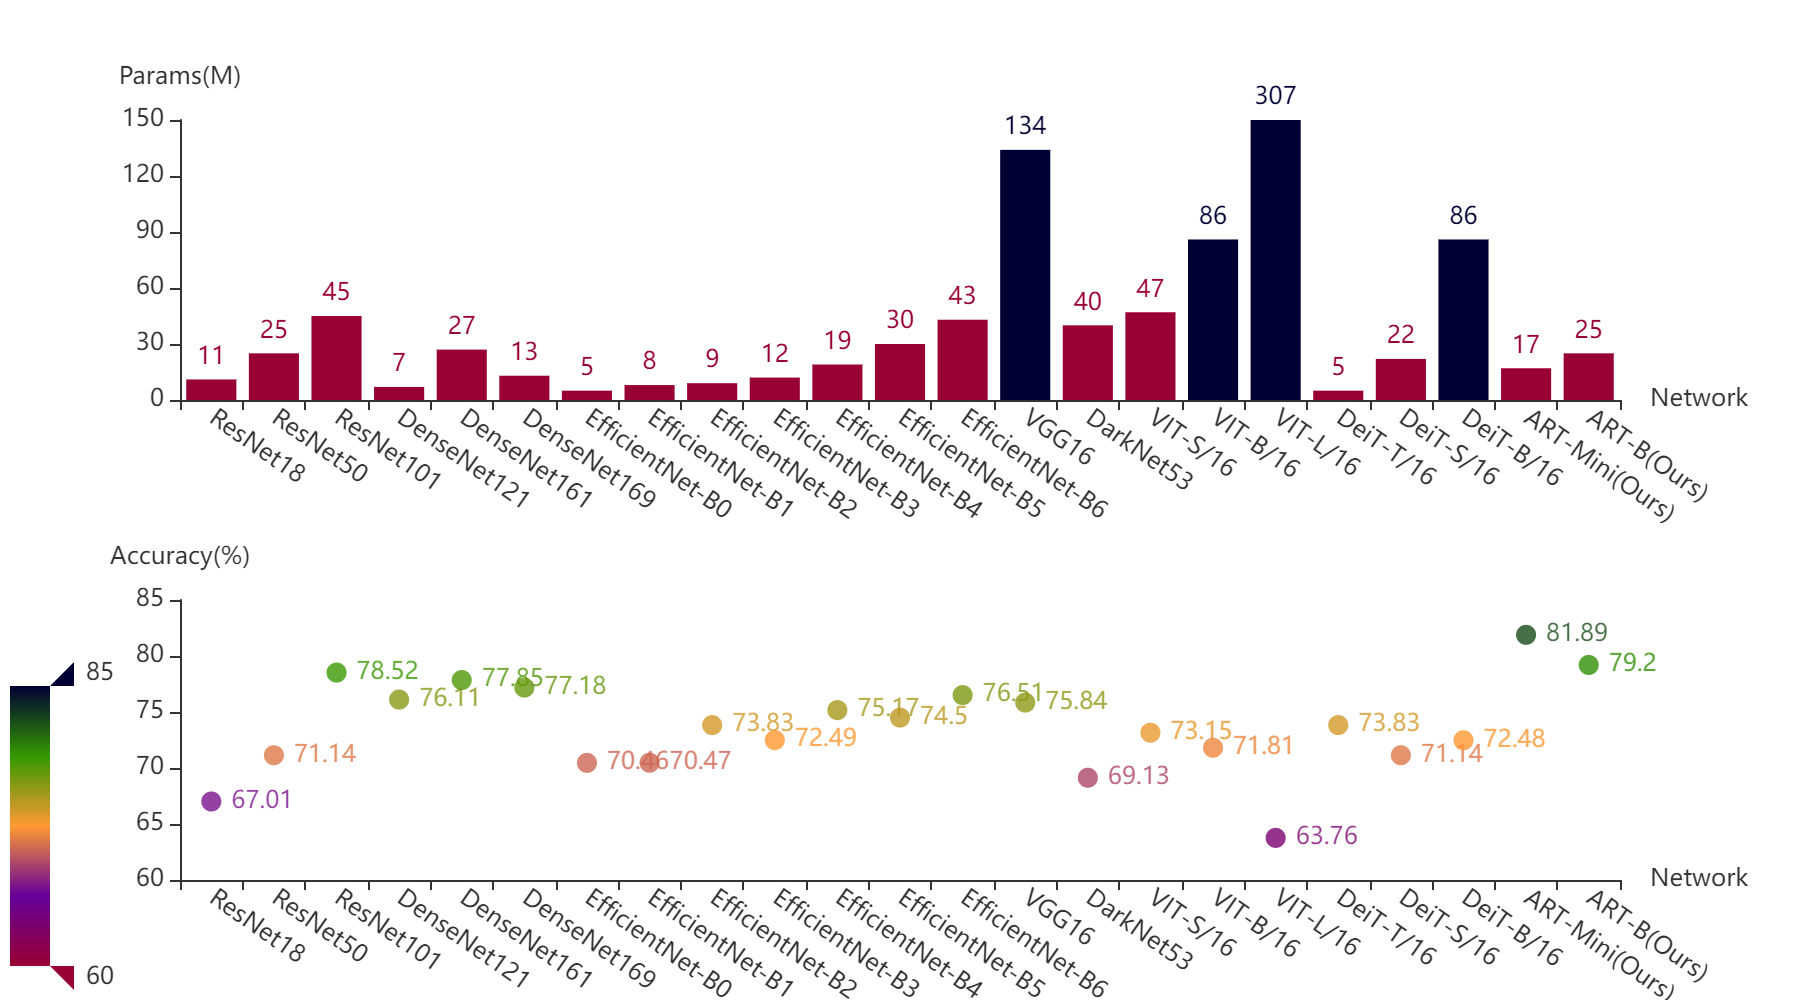 Params(M)
150
120
90
60
30
0
11
25
45
7
27
13
5
8
9
12
19
30
43
134
40
47
86
307
5
22
86
17
25
Network
ResNet18
ResNet50
ResNet101
DenseNet121
DenseNet161
DenseNet169
EfficientNet-B0
EfficientNet-B1
EfficientNet-B2
EfficientNet-B3
EfficientNet-B4
EfficientNet-B5
EfficientNet-B6
VGG16
DarkNet53
VIT-S/16
VIT-B/16
VIT-L/16
DeiT-T/16
DeiT-S/16
DeiT-B/16
ART-Mini(Ours)
ART-B(Ours)
Accuracy(%)
85
80
75
70
65
60
67.01
71.14
78.52
76.11
77.85
77.18
70.46
70.47
73.83
72.49
75.17
74.5
76.51
75.84
69.13
73.15
71.81
63.76
73.83
71.14
72.48
81.89
79.2
Network
ResNet18
ResNet50
ResNet101
DenseNet121
DenseNet161
DenseNet169
EfficientNet-B0
EfficientNet-B1
EfficientNet-B2
EfficientNet-B3
EfficientNet-B4
EfficientNet-B5
EfficientNet-B6
VGG16
DarkNet53
VIT-S/16
VIT-B/16
VIT-L/16
DeiT-T/16
DeiT-S/16
DeiT-B/16
ART-Mini(Ours)
ART-B(Ours)
85
60